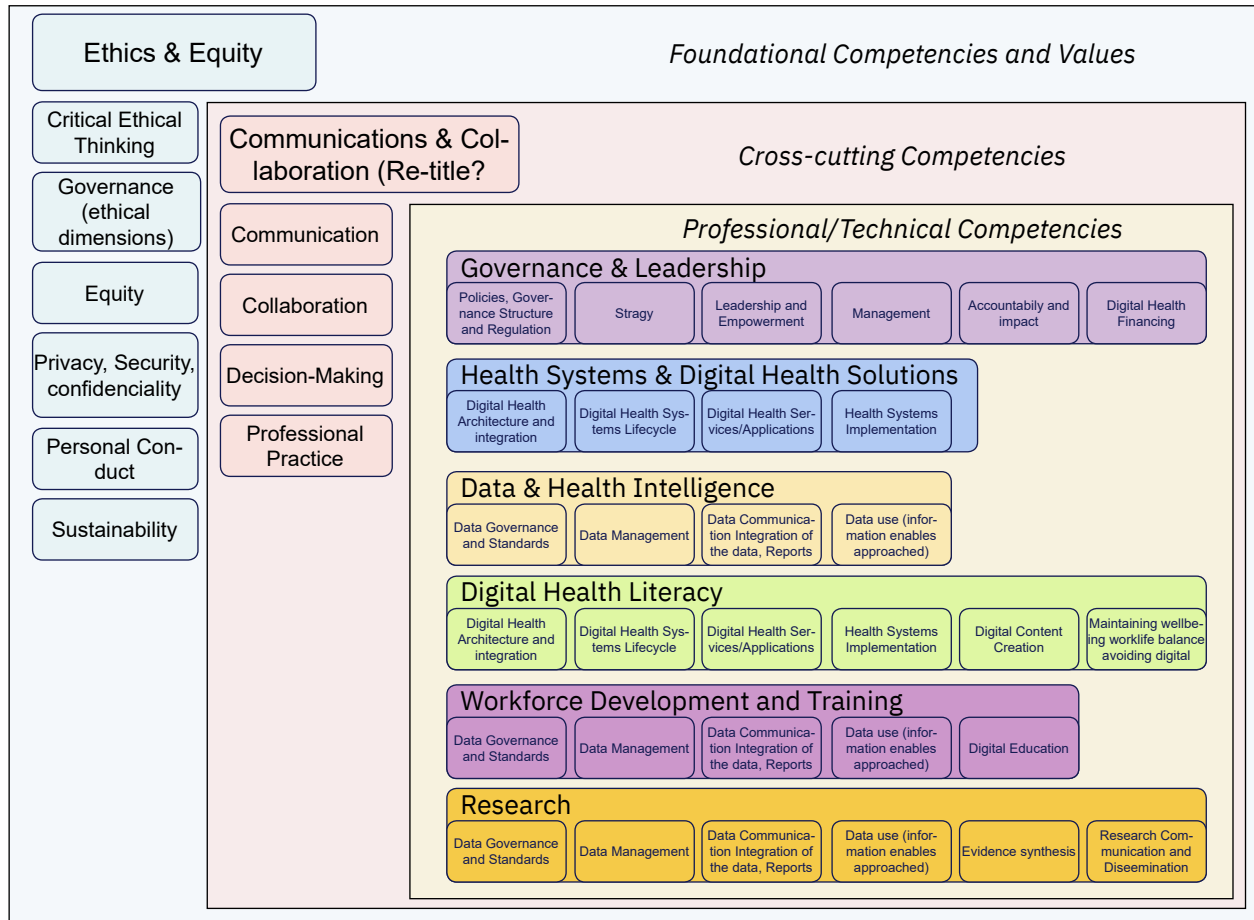 Ethics & Equity
Foundational Competencies and Values
Critical Ethical
Thinking
Governance
(ethical
dimensions)
Equity
Privacy, Security,
confidenciality
Personal Con-
duct
Sustainability
Communications & Col-
laboration (Re-title?
Cross-cutting Competencies
Communication
Collaboration
Decision-Making
Professional
Practice
Professional/Technical Competencies
Governance & Leadership
Policies, Gover-
nance Structure
and Regulation
Stragy
Leadership and
Empowerment
Management
Accountabily and
impact
Digital Health
Financing
Health Systems & Digital Health Solutions
Digital Health
Architecture and
integration
Digital Health Sys-
tems Lifecycle
Digital Health Ser-
vices/Applications
Health Systems
Implementation
Data & Health Intelligence
Data Governance
and Standards
Data Management
Data Communica-
tion Integration of
the data, Reports
Data use (infor-
mation enables
approached)
Digital Health Literacy
Digital Health
Architecture and
integration
Digital Health Sys-
tems Lifecycle
Digital Health Ser-
vices/Applications
Health Systems
Implementation
Digital Content
Creation
Maintaining wellbe-
ing worklife balance
avoiding digital
Workforce Development and Training
Data Governance
and Standards
Data Management
Data Communica-
tion Integration of
the data, Reports
Data use (infor-
mation enables
approached)
Digital Education
Research
Data Governance
and Standards
Data Management
Data Communica-
tion Integration of
the data, Reports
Data use (infor-
mation enables
approached)
Evidence synthesis
Research Com-
munication and
Diseemination